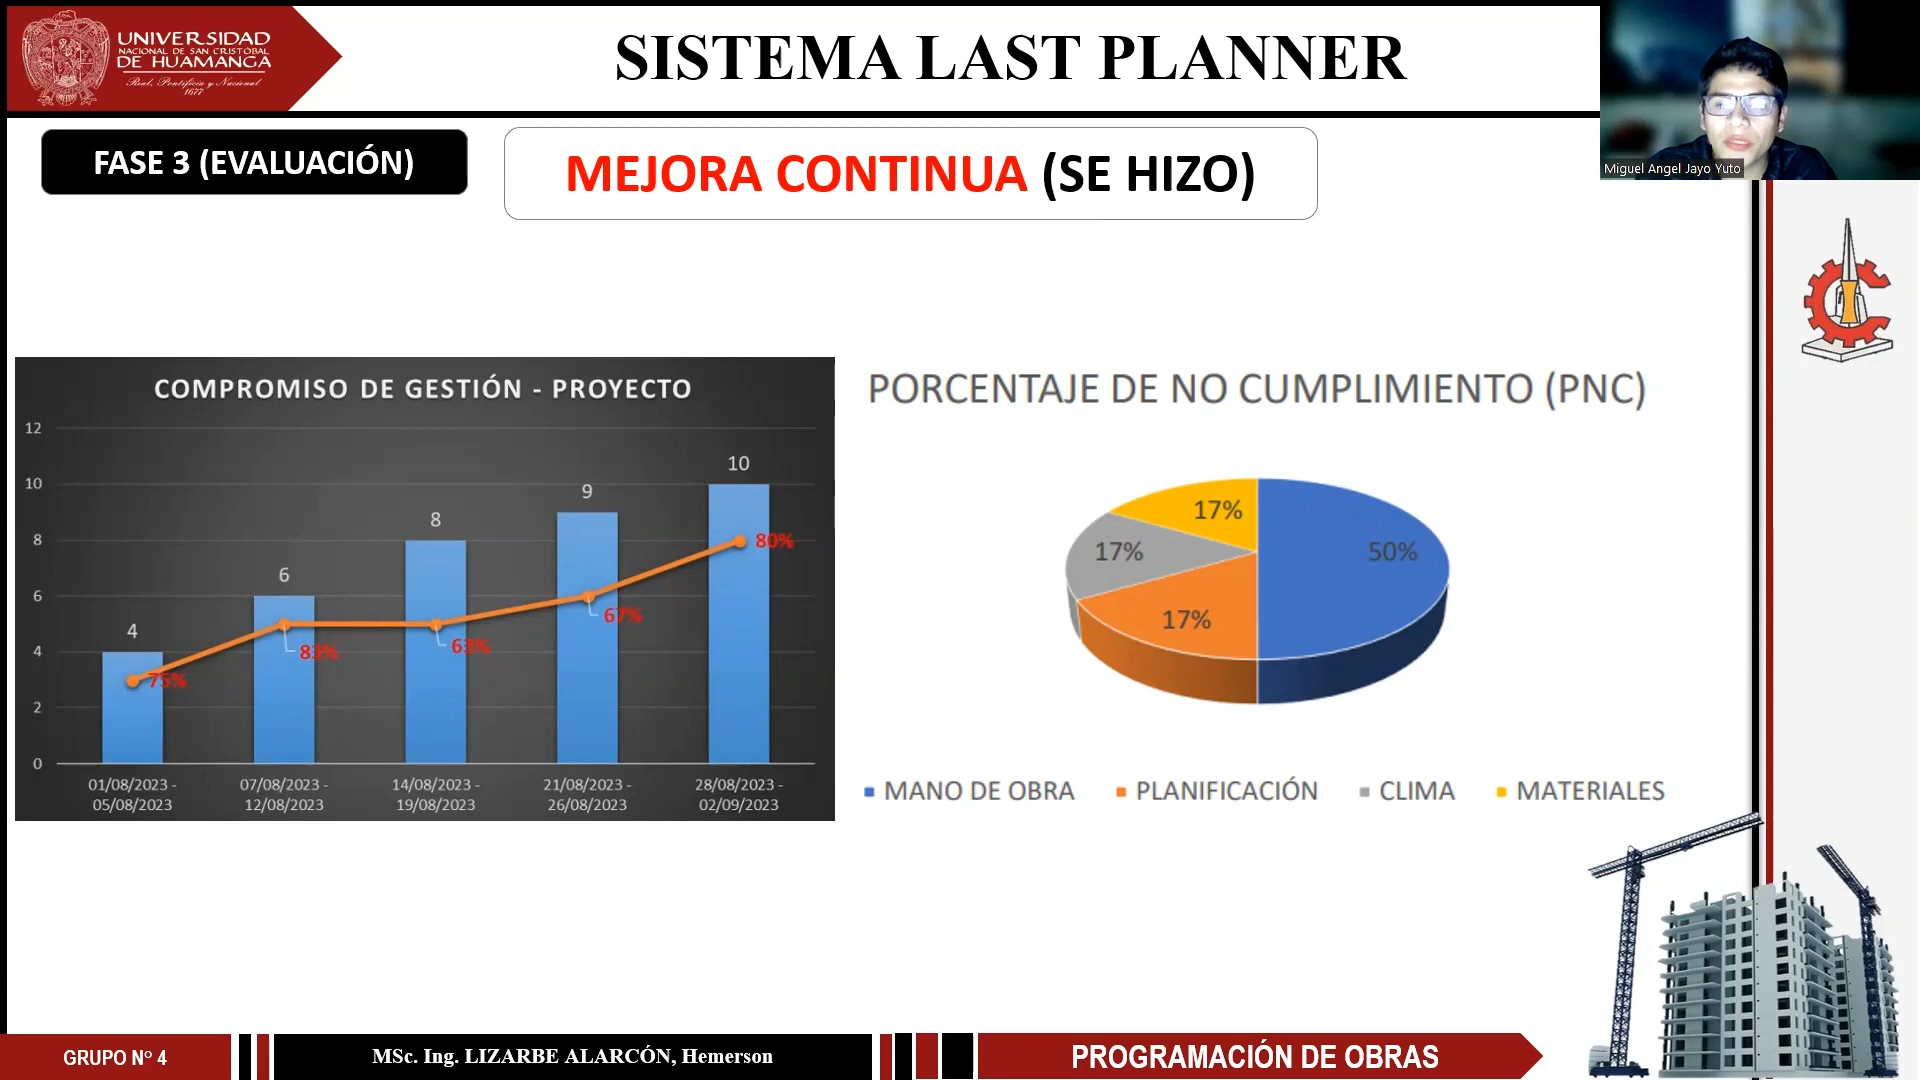 UNIVERSIDAD
NACIONAL DE SAN CRISTÓBAL
DE HUAMANGA
Real, Pontificia y Nacional
1677
SISTEMA LAST PLANNER
Miguel Angel Jayo Yuto
FASE 3 (EVALUACIÓN)
MEJORA CONTINUA (SE HIZO)
COMPROMISO DE GESTIÓN - PROYECTO
12
10
8
6
4
2
0
4
6
8
9
10
75%
83%
63%
67%
80%
01/08/2023 -
05/08/2023
07/08/2023 -
12/08/2023
14/08/2023 -
19/08/2023
21/08/2023 -
26/08/2023
28/08/2023 -
02/09/2023
PORCENTAJE DE NO CUMPLIMIENTO (PNC)
17%
50%
17%
17%
MANO DE OBRA PLANIFICACIÓN CLIMA MATERIALES
GRUPO Nº 4
MSc. Ing. LIZARBE ALARCÓN, Hemerson
PROGRAMACIÓN DE OBRAS